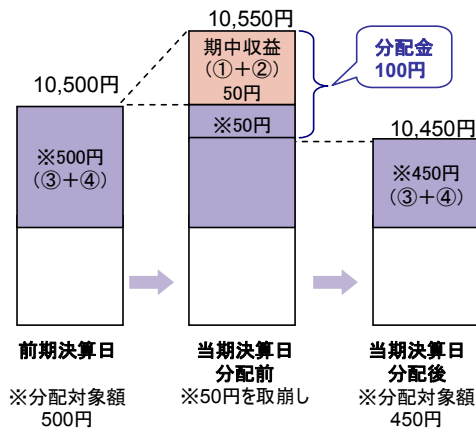 10,550円
期中収益
(①+②)
50円
分配金
100円
10,500円
※50円
10,450円
※500円
(③+④)
※450円
(③+④)
前期決算日
当期決算日
分配前
当期決算日
分配後
※分配対象額
500円
※50円を取崩し
※分配対象額
450円